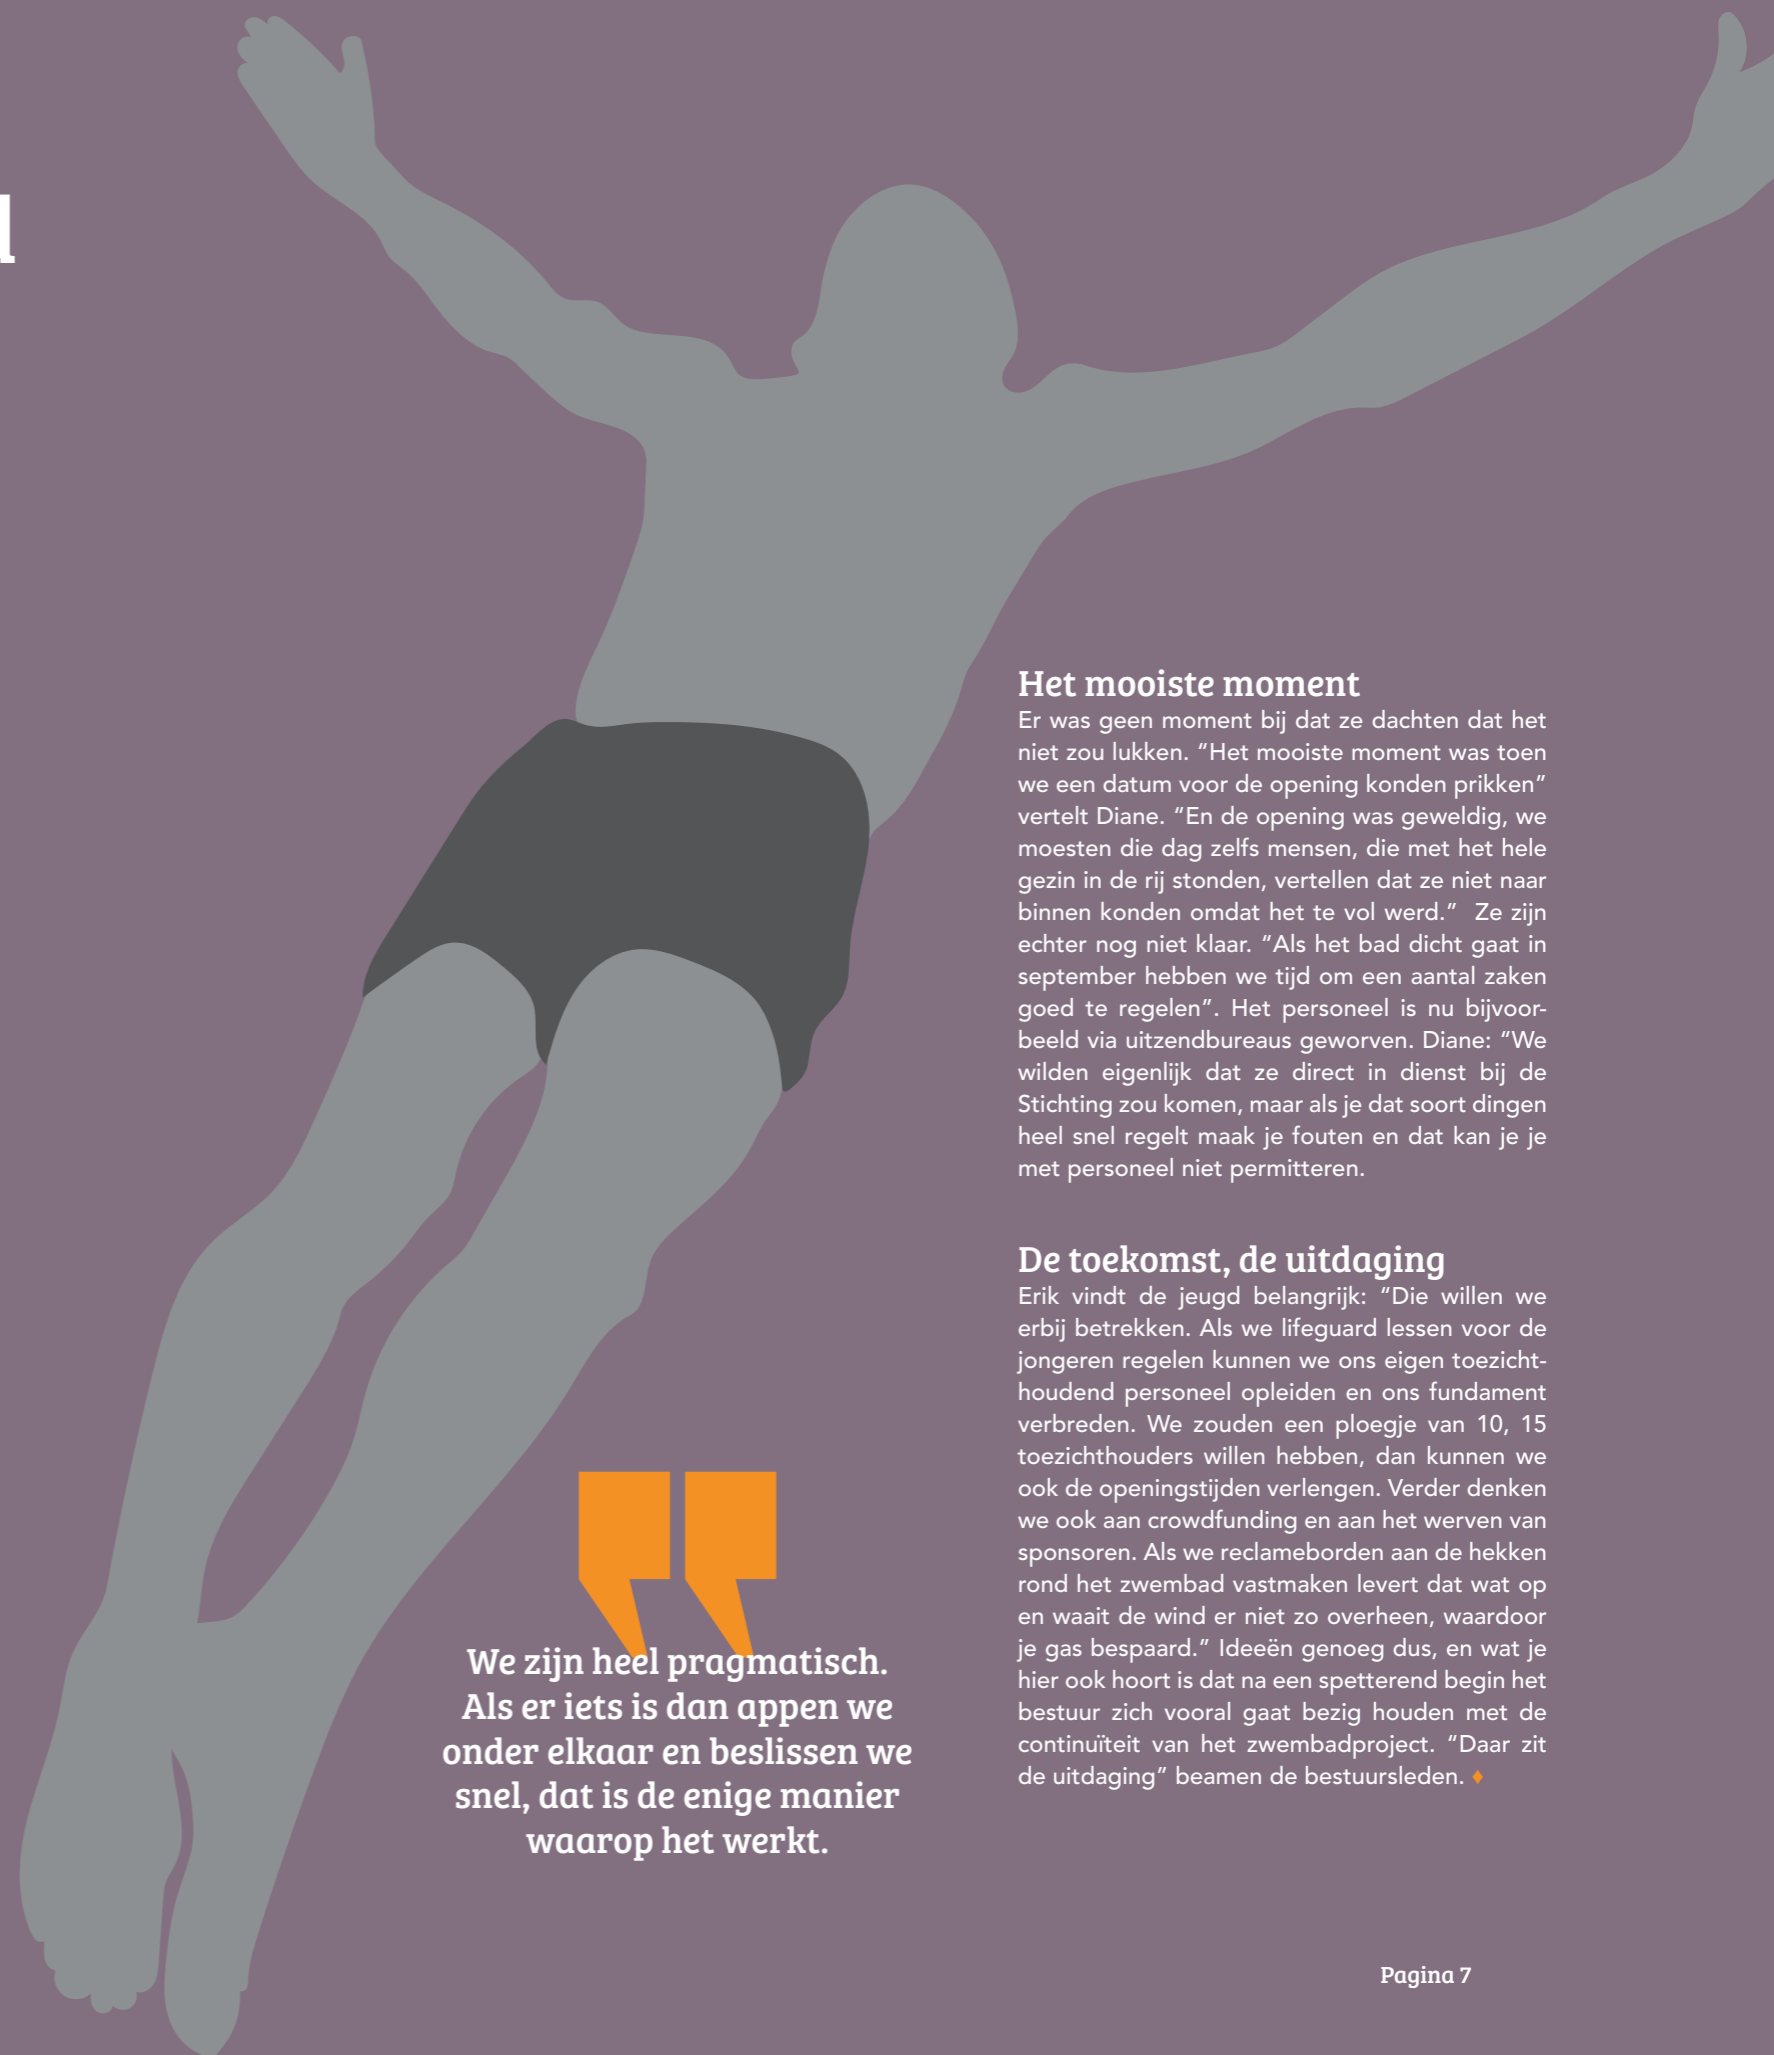 Het mooiste moment
Er was geen moment bij dat ze dachten dat het
niet zou lukken. “Het mooiste moment was toen
we een datum voor de opening konden prikken”
vertelt Diane. “En de opening was geweldig, we
moesten die dag zelfs mensen, die met het hele
gezin in de rij stonden, vertellen dat ze niet naar
binnen konden omdat het te vol werd.”  Ze zijn
echter nog niet klaar. “Als het bad dicht gaat in
september hebben we tijd om een aantal zaken
goed te regelen”. Het personeel is nu bijvoor-
beeld via uitzendbureaus geworven. Diane: “We
wilden eigenlijk dat ze direct in dienst bij de
Stichting zou komen, maar als je dat soort dingen
heel snel regelt maak je fouten en dat kan je je
met personeel niet permitteren.
De toekomst, de uitdaging
Erik vindt de jeugd belangrijk: “Die willen we
erbij betrekken. Als we lifeguard lessen voor de
jongeren regelen kunnen we ons eigen toezicht-
houdend personeel opleiden en ons fundament
verbreden. We zouden een ploegje van 10, 15
toezichthouders willen hebben, dan kunnen we
ook de openingstijden verlengen. Verder denken
we ook aan crowdfunding en aan het werven van
sponsoren. Als we reclameborden aan de hekken
rond het zwembad vastmaken levert dat wat op
en waait de wind er niet zo overheen, waardoor
je gas bespaard.” Ideeën genoeg dus, en wat je
hier ook hoort is dat na een spetterend begin het
bestuur zich vooral gaat bezig houden met de
continuïteit van het zwembadproject. “Daar zit
de uitdaging” beamen de bestuursleden. ♦
We zijn heel pragmatisch.
Als er iets is dan appen we
onder elkaar en beslissen we
snel, dat is de enige manier
waarop het werkt.
Pagina 7